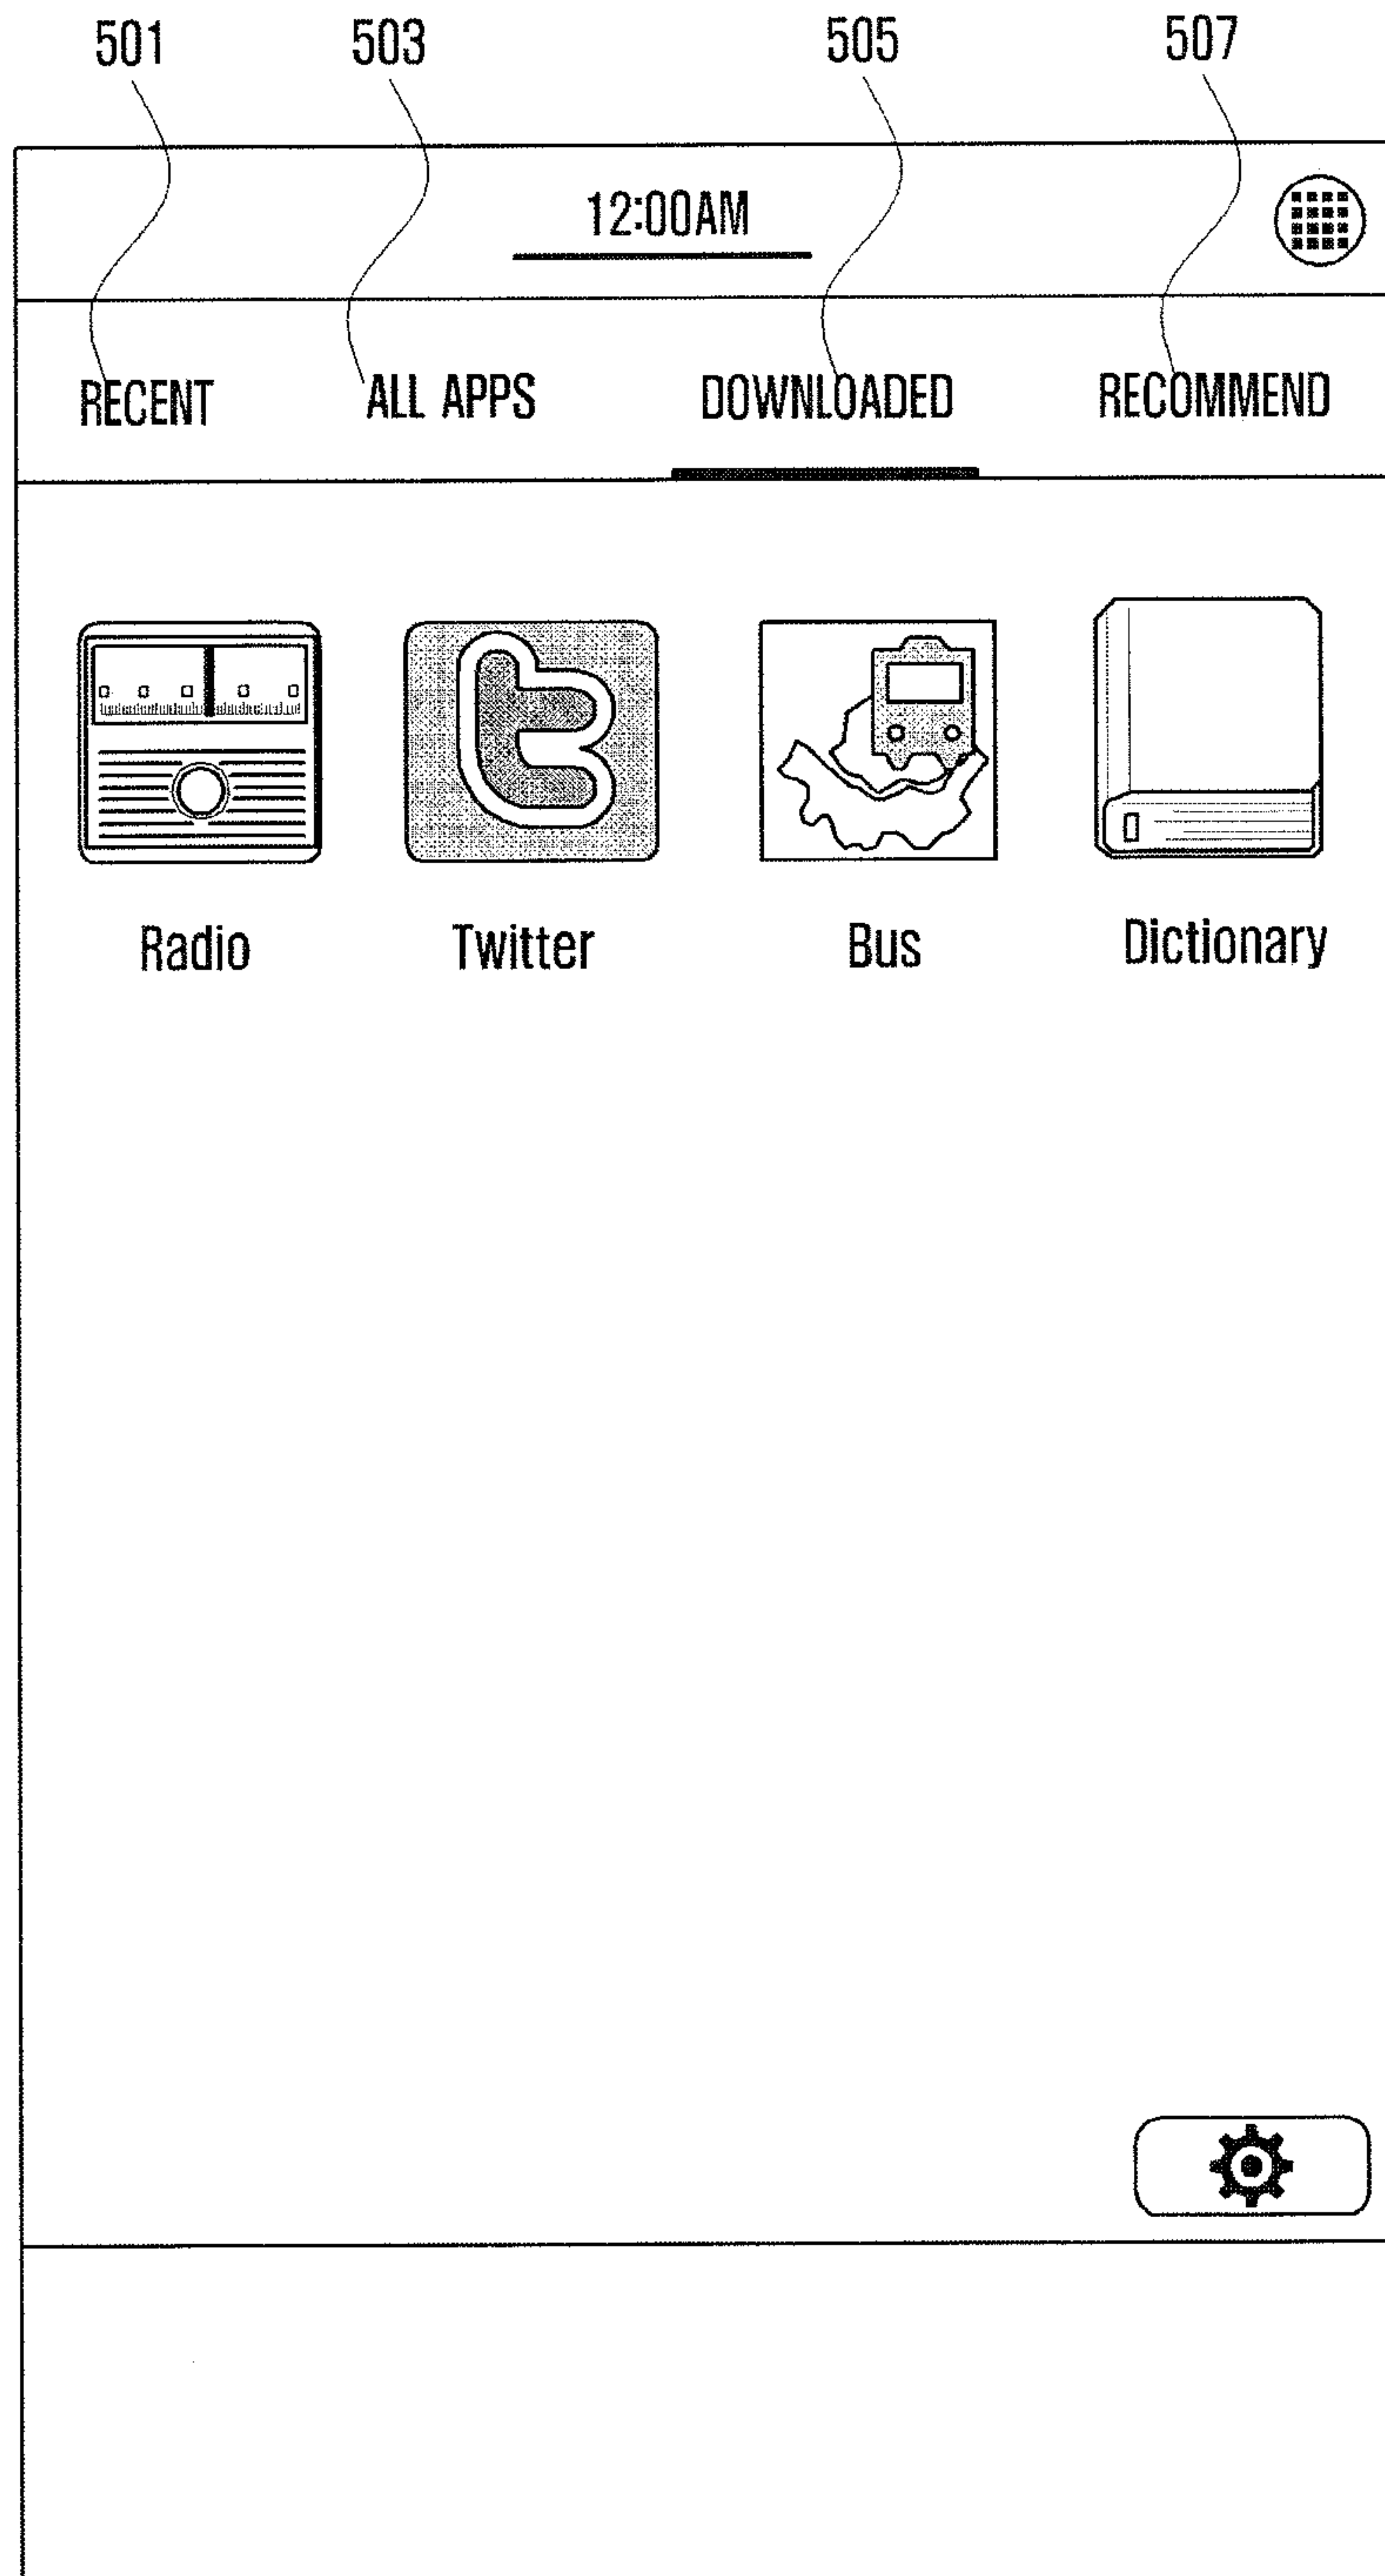 501 503 505 507
12:00AM
RECENT ALL APPS DOWNLOADED RECOMMEND
Radio Twitter Bus Dictionary